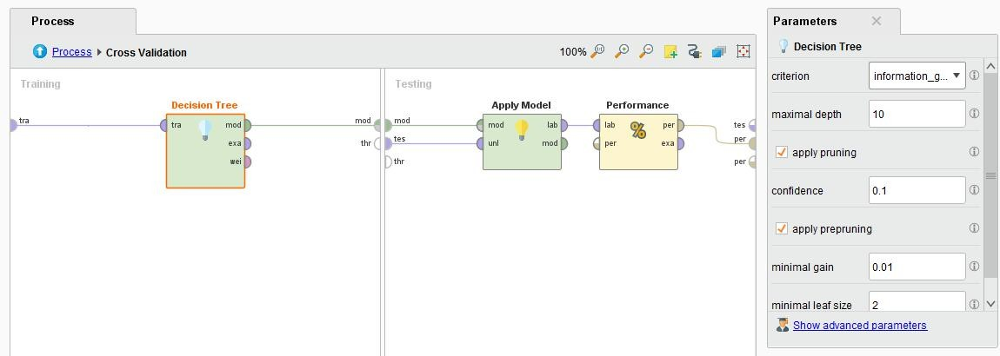 Process
Process Cross Validation
100%
Training
Decision Tree
tra
tra
mod
exa
wei
mod
thr
Testing
mod
tes
thr
Apply Model
mod
unl
lab
mod
Performance
lab
per
per
exa
tes
per
per
Parameters
Decision Tree
criterion information_g...
maximal depth 10
apply pruning
confidence 0.1
apply prepruning
minimal gain 0.01
minimal leaf size 2
Show advanced parameters